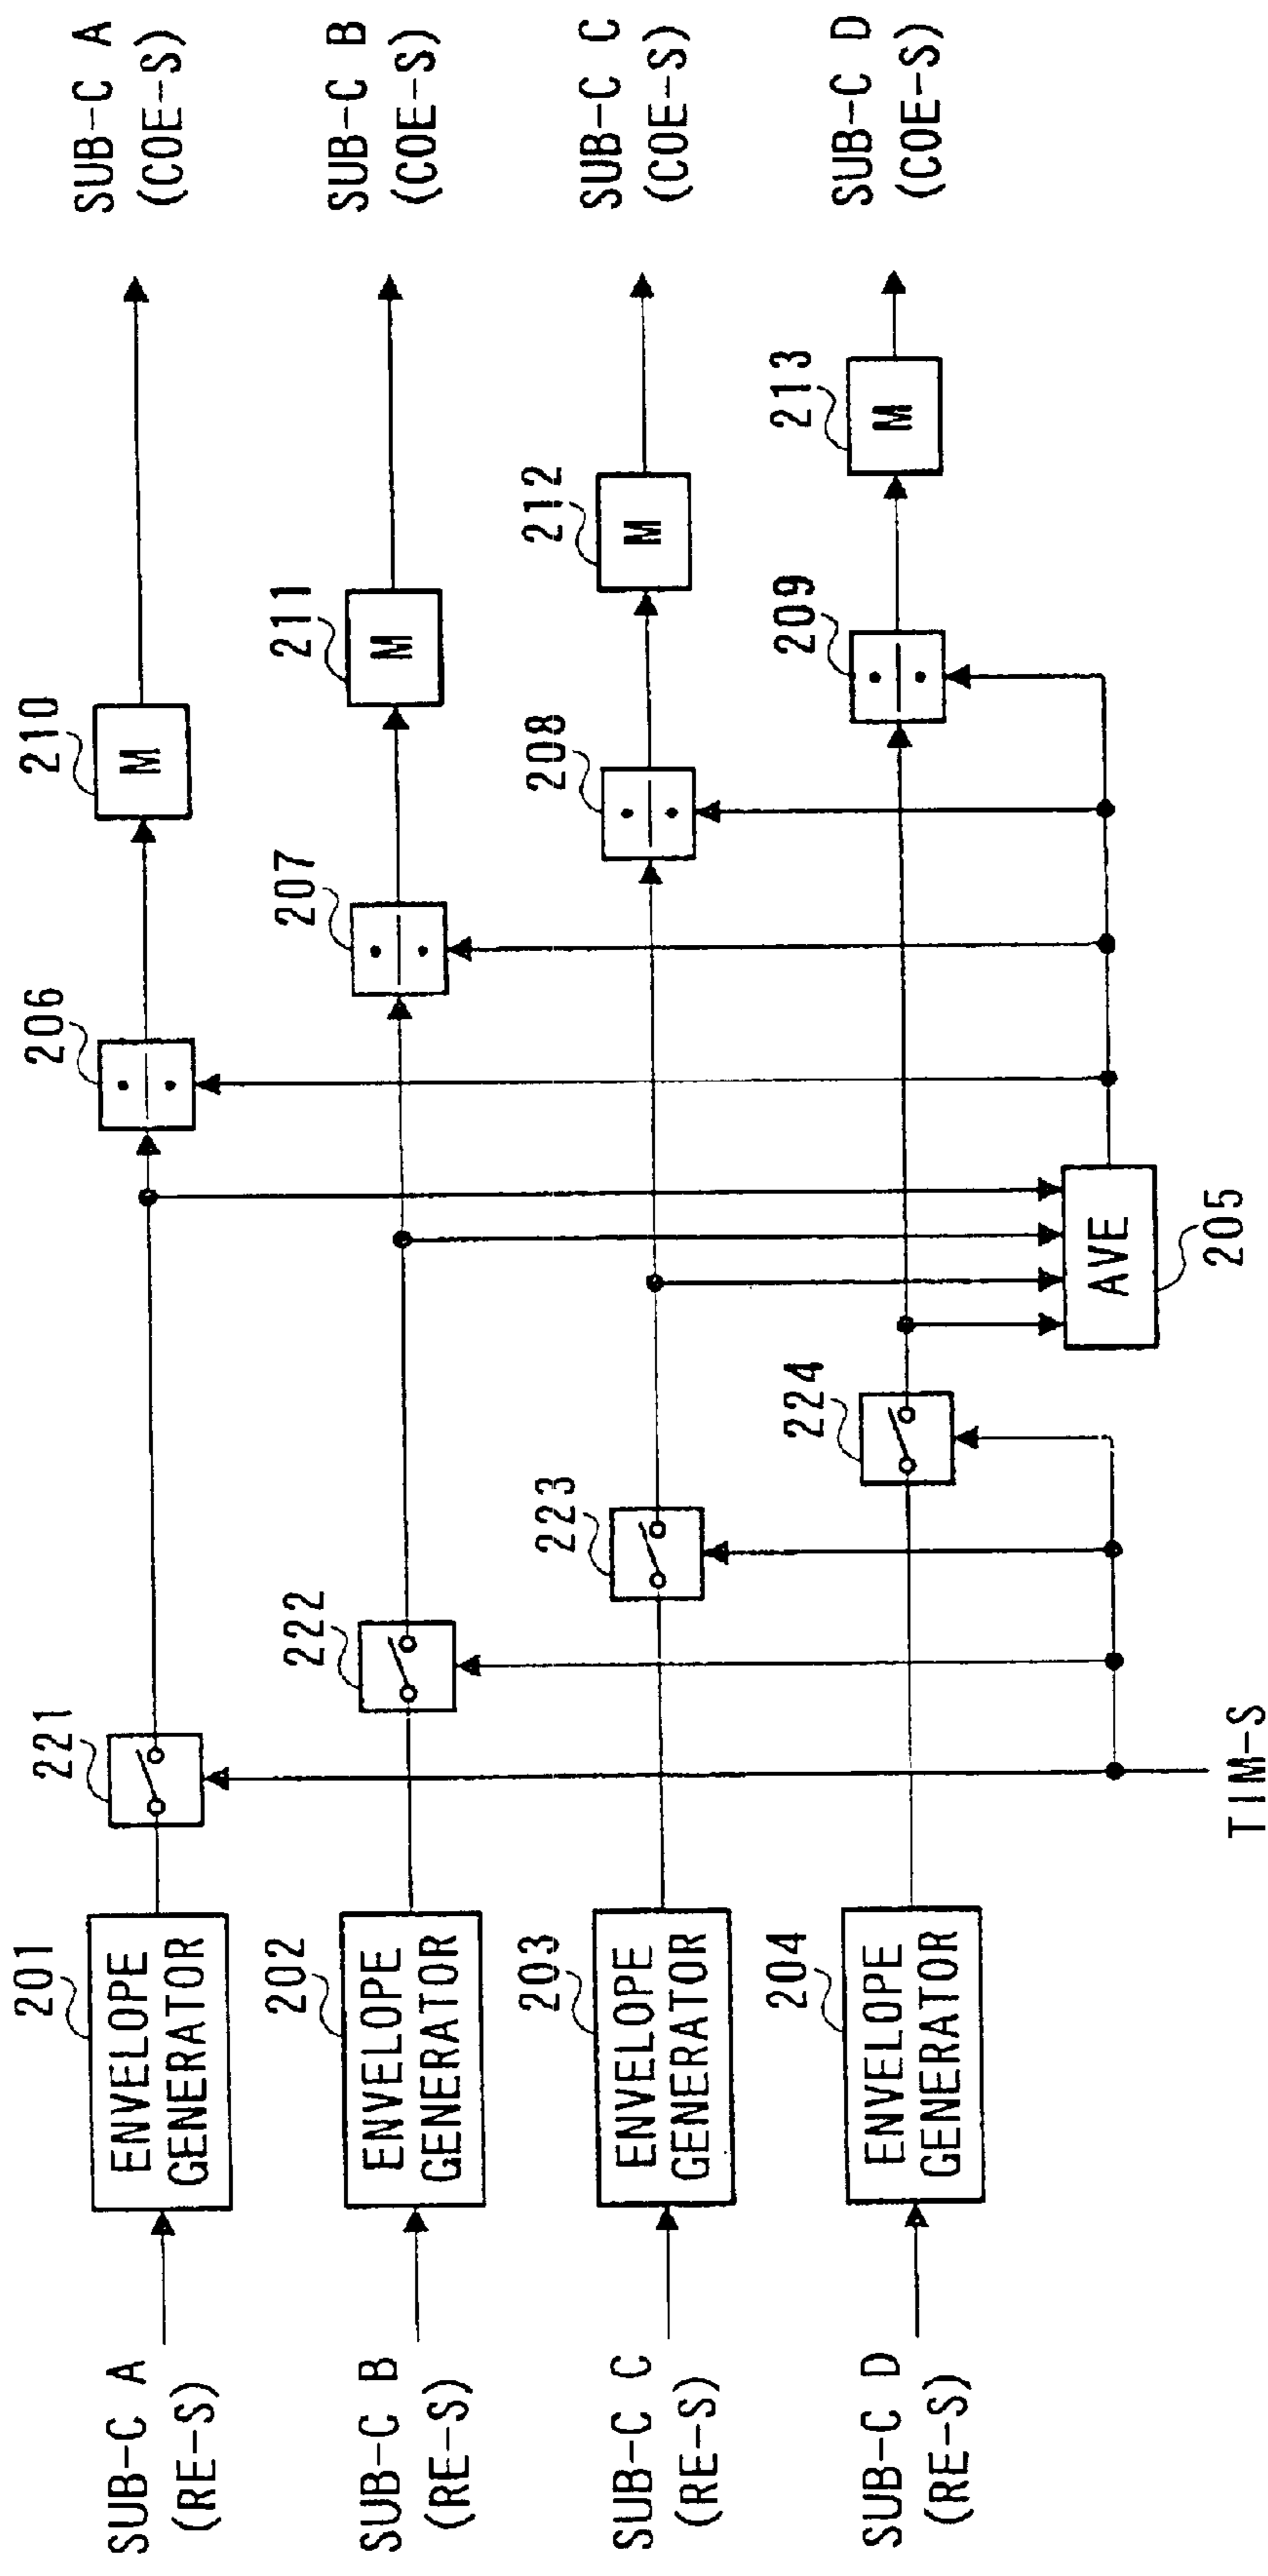 SUB-C A
(RE-S)
201
ENVELOPE
GENERATOR
221
206
210
M
SUB-C A
(COE-S)
SUB-C B
(RE-S)
202
ENVELOPE
GENERATOR
222
207
211
M
SUB-C B
(COE-S)
SUB-C C
(RE-S)
203
ENVELOPE
GENERATOR
223
208
212
M
SUB-C C
(COE-S)
SUB-C D
(RE-S)
204
ENVELOPE
GENERATOR
224
209
213
M
SUB-C D
(COE-S)
AVE
205
TIM-S